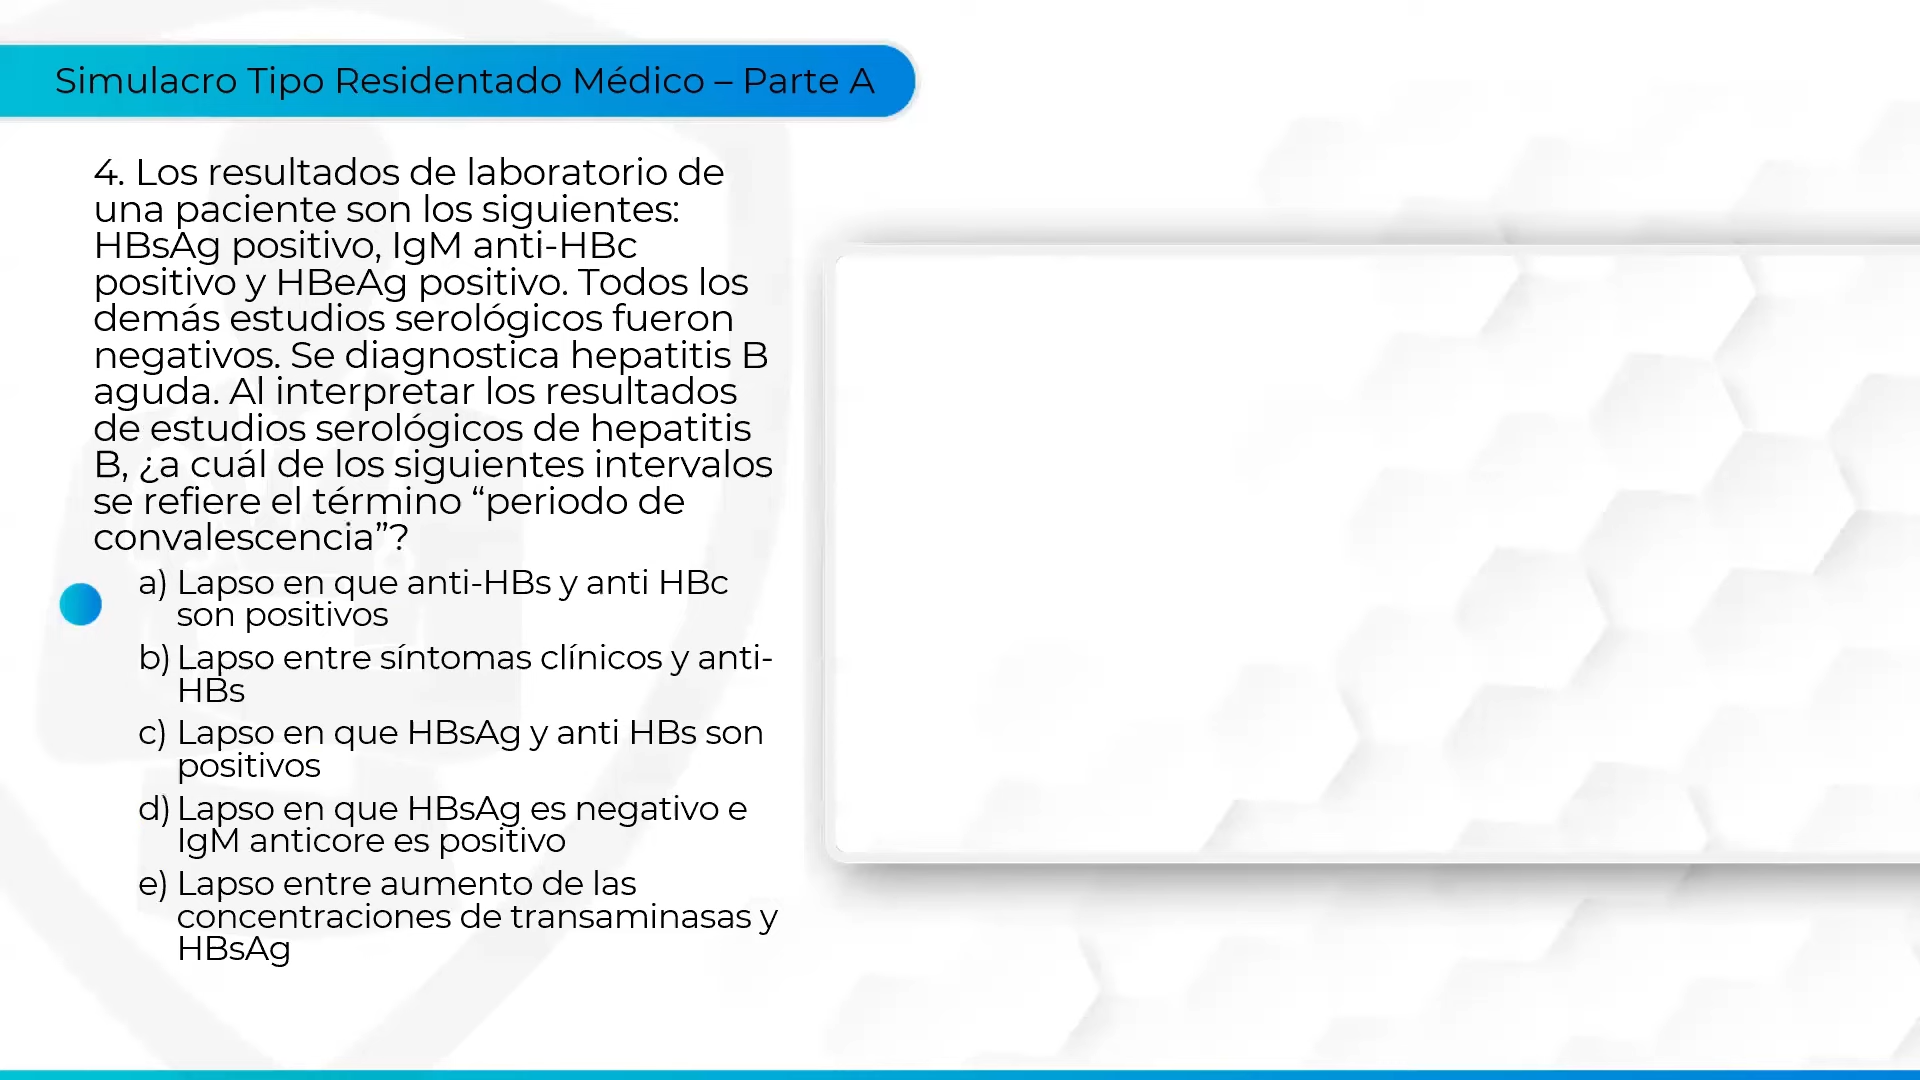 Simulacro Tipo Residentado Médico – Parte A
4. Los resultados de laboratorio de
una paciente son los siguientes:
HBsAg positivo, IgM anti-HBc
positivo y HBeAg positivo. Todos los
demás estudios serológicos fueron
negativos. Se diagnostica hepatitis B
aguda. Al interpretar los resultados
de estudios serológicos de hepatitis
B, ¿a cuál de los siguientes intervalos
se refiere el término “periodo de
convalescencia”?
a) Lapso en que anti-HBs y anti HBc
son positivos
b) Lapso entre síntomas clínicos y anti-
HBs
c) Lapso en que HBsAg y anti HBs son
positivos
d) Lapso en que HBsAg es negativo e
IgM anticore es positivo
e) Lapso entre aumento de las
concentraciones de transaminasas y
HBsAg